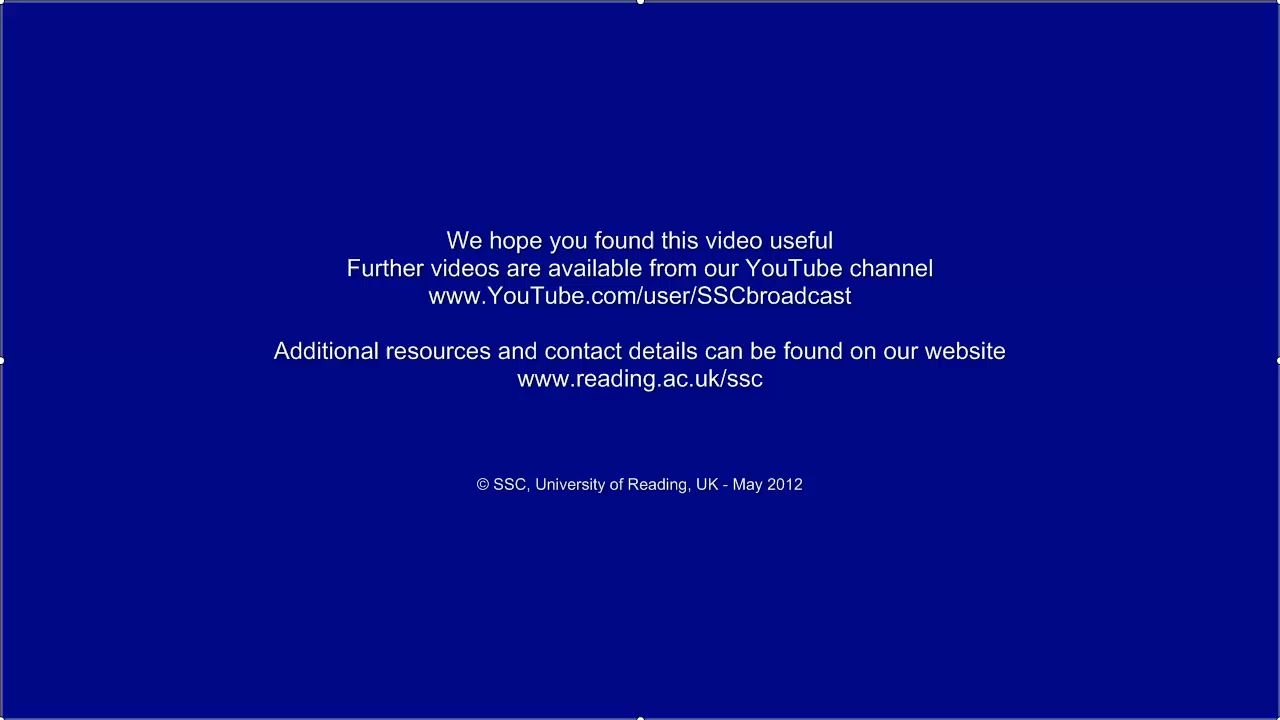 We hope you found this video useful
Further videos are available from our YouTube channel
www.YouTube.com/user/SSCbroadcast
Additional resources and contact details can be found on our website
www.reading.ac.uk/ssc
© SSC, University of Reading, UK - May 2012